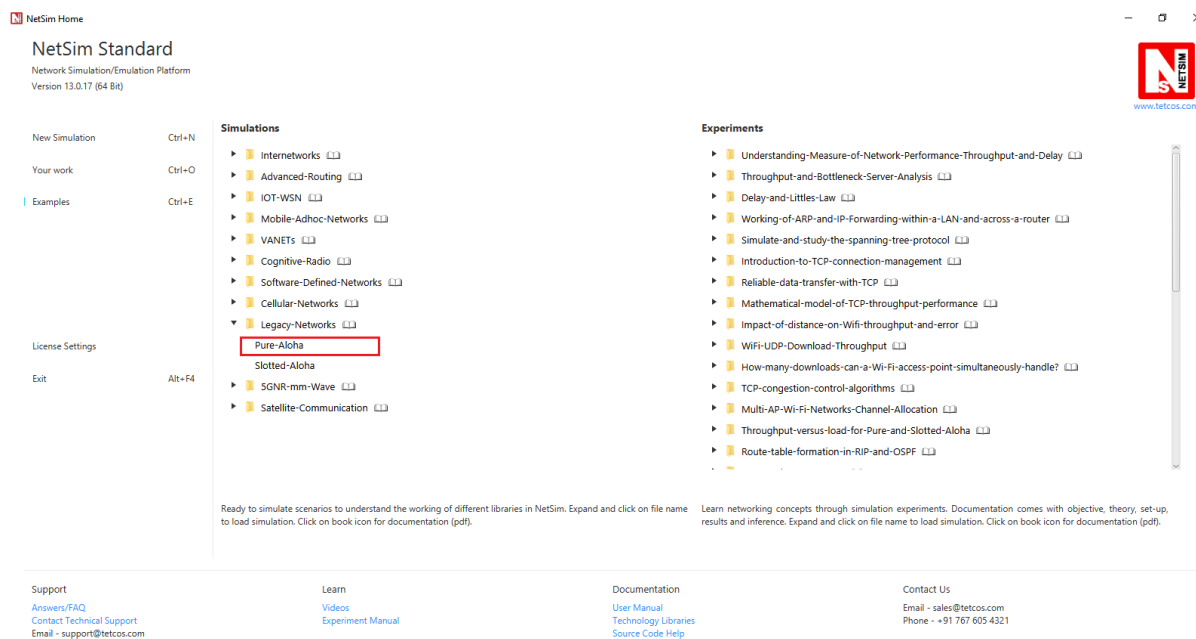 NetSim Home
NetSim Standard
Network Simulation/Emulation Platform
Version 13.0.17 (64 Bit)
N
S
NETSIM
www.tetcos.com
New Simulation Ctrl+N
Your work Ctrl+O
Examples Ctrl+E
License Settings
Exit Alt+F4
Simulations
Internetworks
Advanced-Routing
IOT-WSN
Mobile-Adhoc-Networks
VANETs
Cognitive-Radio
Software-Defined-Networks
Cellular-Networks
Legacy-Networks
Pure-Aloha
Slotted-Aloha
5GNR-mm-Wave
Satellite-Communication
Ready to simulate scenarios to understand the working of different libraries in NetSim. Expand and click on file name
to load simulation. Click on book icon for documentation (pdf).
Experiments
Understanding-Measure-of-Network-Performance-Throughput-and-Delay
Throughput-and-Bottleneck-Server-Analysis
Delay-and-Littles-Law
Working-of-ARP-and-IP-Forwarding-within-a-LAN-and-across-a-router
Simulate-and-study-the-spanning-tree-protocol
Introduction-to-TCP-connection-management
Reliable-data-transfer-with-TCP
Mathematical-model-of-TCP-throughput-performance
Impact-of-distance-on-Wifi-throughput-and-error
WiFi-UDP-Download-Throughput
How-many-downloads-can-a-Wi-Fi-access-point-simultaneously-handle?
TCP-congestion-control-algorithms
Multi-AP-Wi-Fi-Networks-Channel-Allocation
Throughput-versus-load-for-Pure-and-Slotted-Aloha
Route-table-formation-in-RIP-and-OSPF
Learn networking concepts through simulation experiments. Documentation comes with objective, theory, set-up,
results and inference. Expand and click on file name to load simulation. Click on book icon for documentation (pdf).
Support
Answers/FAQ
Contact Technical Support
Email - support@tetcos.com
Learn
Videos
Experiment Manual
Documentation
User Manual
Technology Libraries
Source Code Help
Contact Us
Email - sales@tetcos.com
Phone - +91 767 605 4321